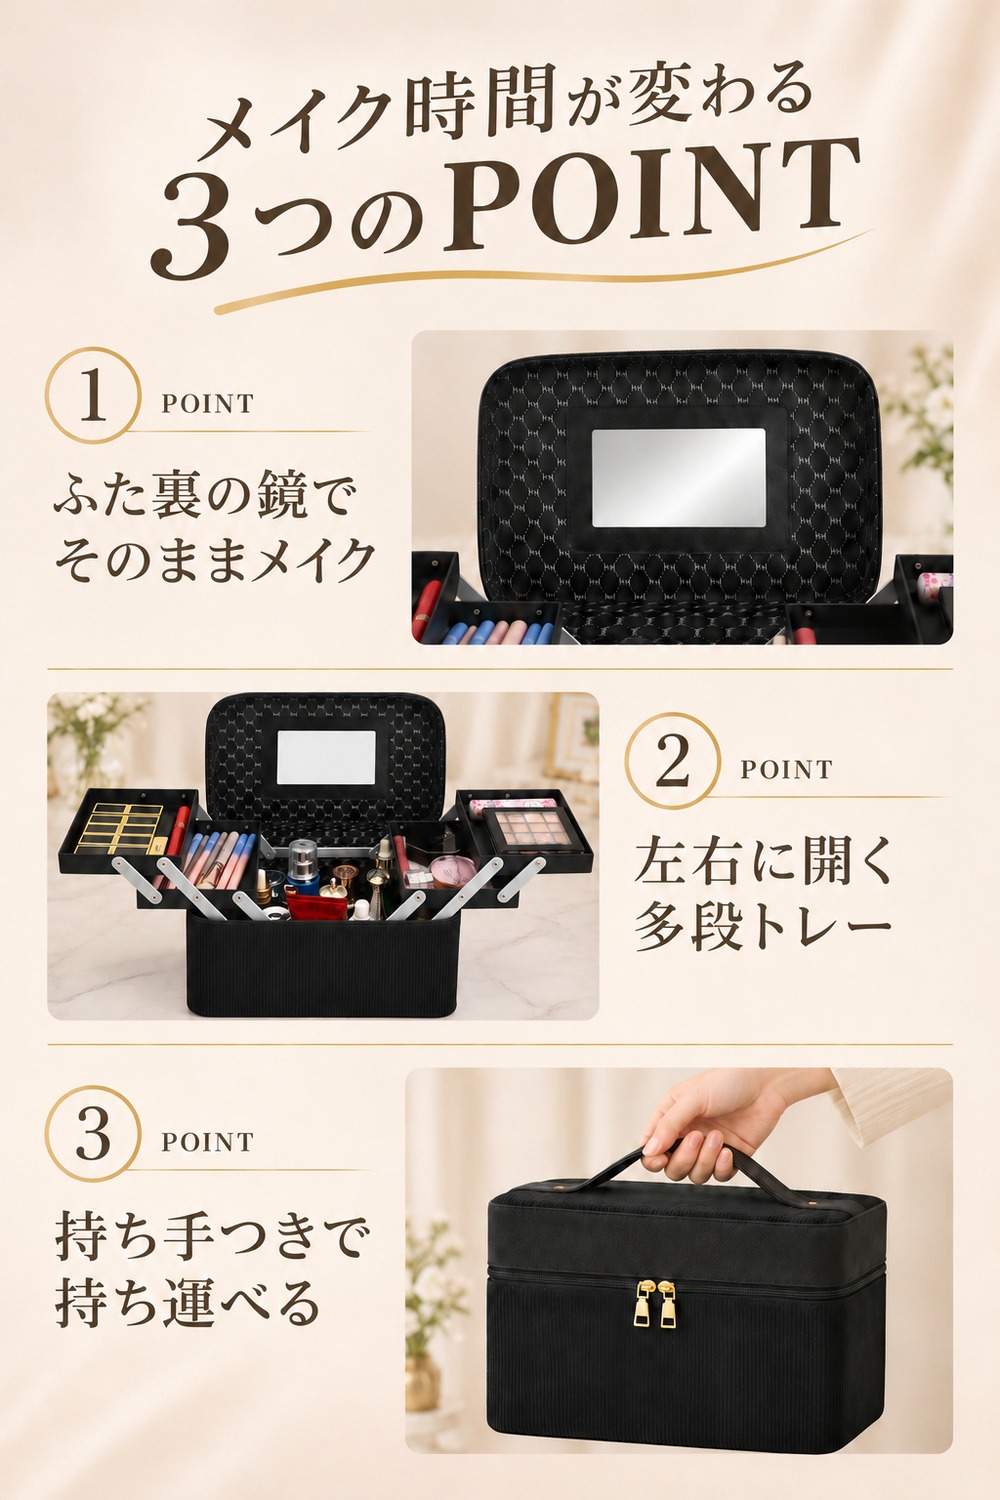 メイク時間が変わる
3つのPOINT
1 POINT
ふた裏の鏡で
そのままメイク
2 POINT
左右に開く
多段トレー
3 POINT
持ち手つきで
持ち運べる